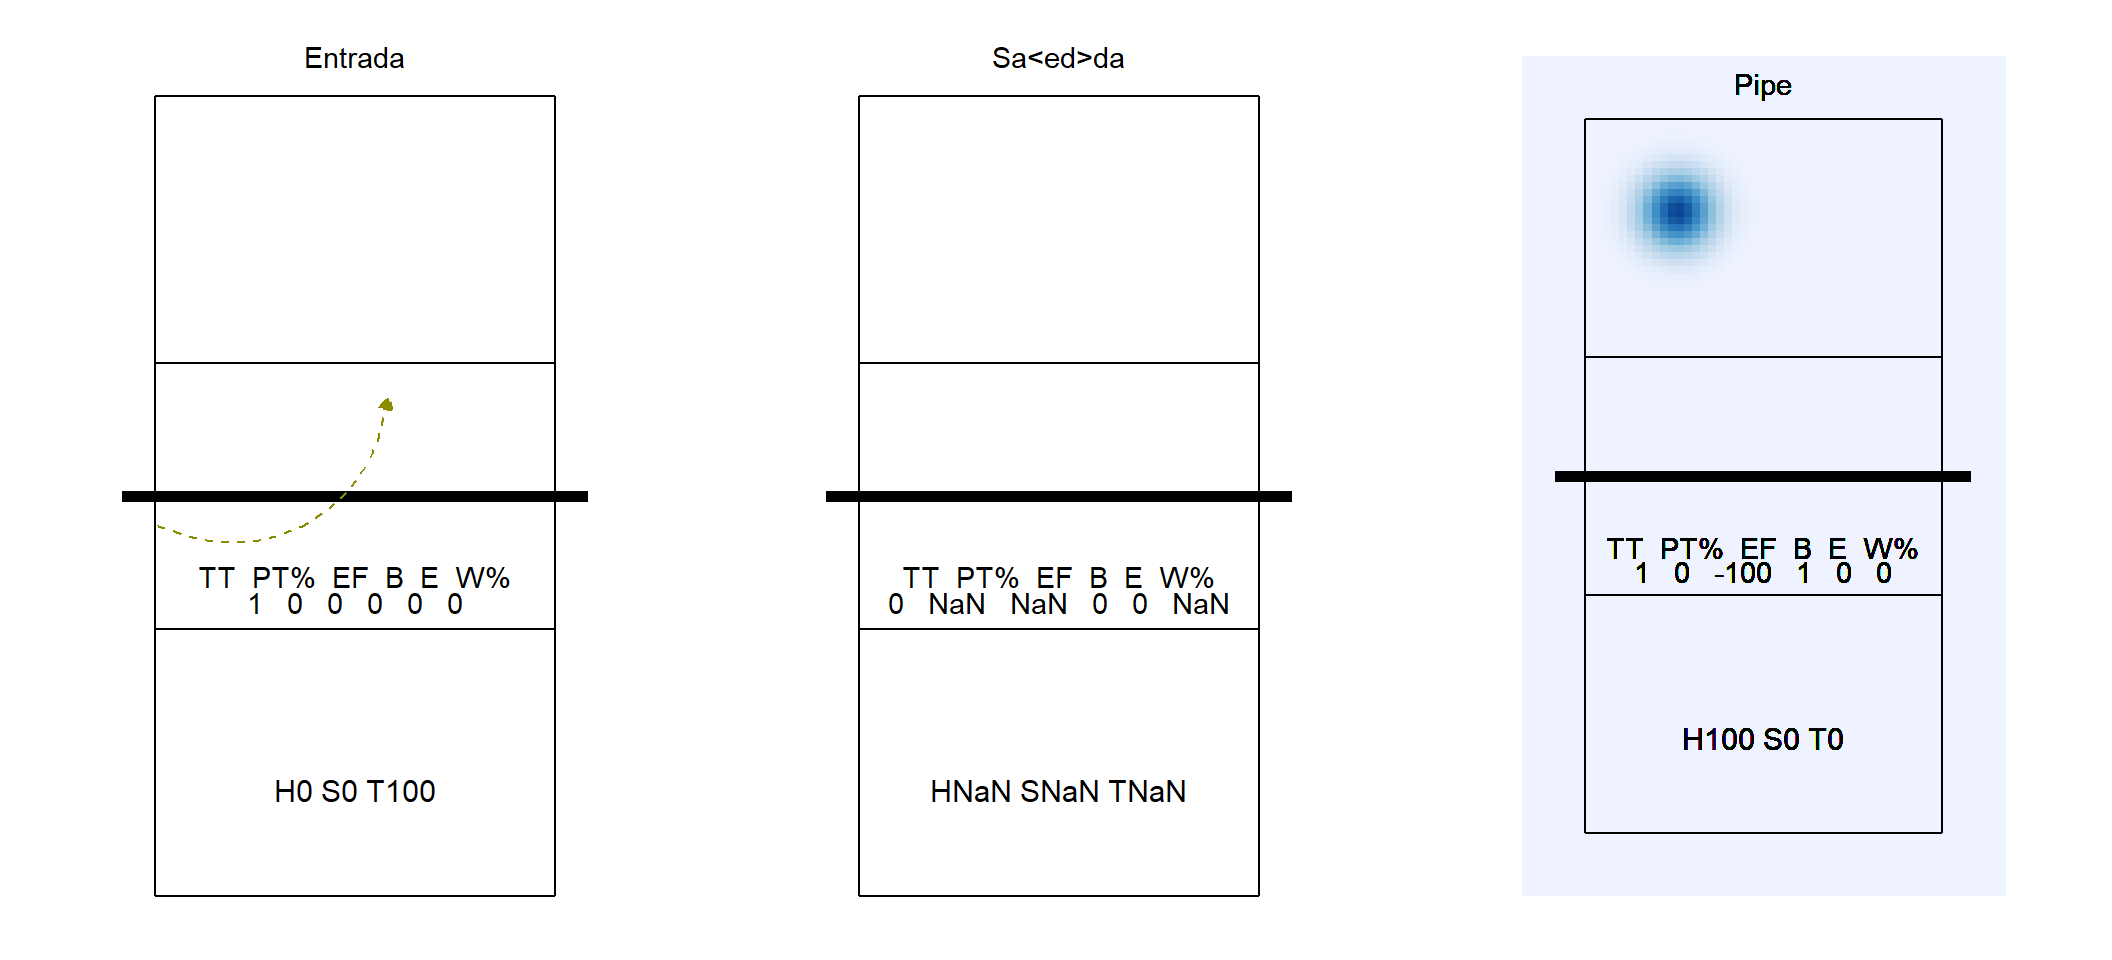 Entrada
TT PT% EF B E W%
1 0 0 0 0 0
H0 S0 T100
Sa<ed>da
TT PT% EF B E W%
0 NaN NaN 0 0 NaN
HNaN SNaN TNaN
Pipe
TT PT% EF B E W%
1 0 -100 1 0 0
H100 S0 T0